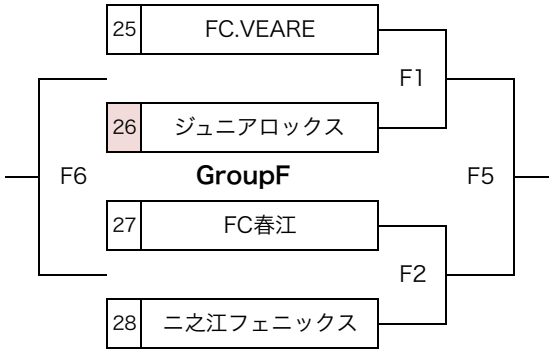 25 FC.VEARE
F1
26 ジュニアロックス
F6 GroupF F5
27 FC春江
F2
28 二之江フェニックス